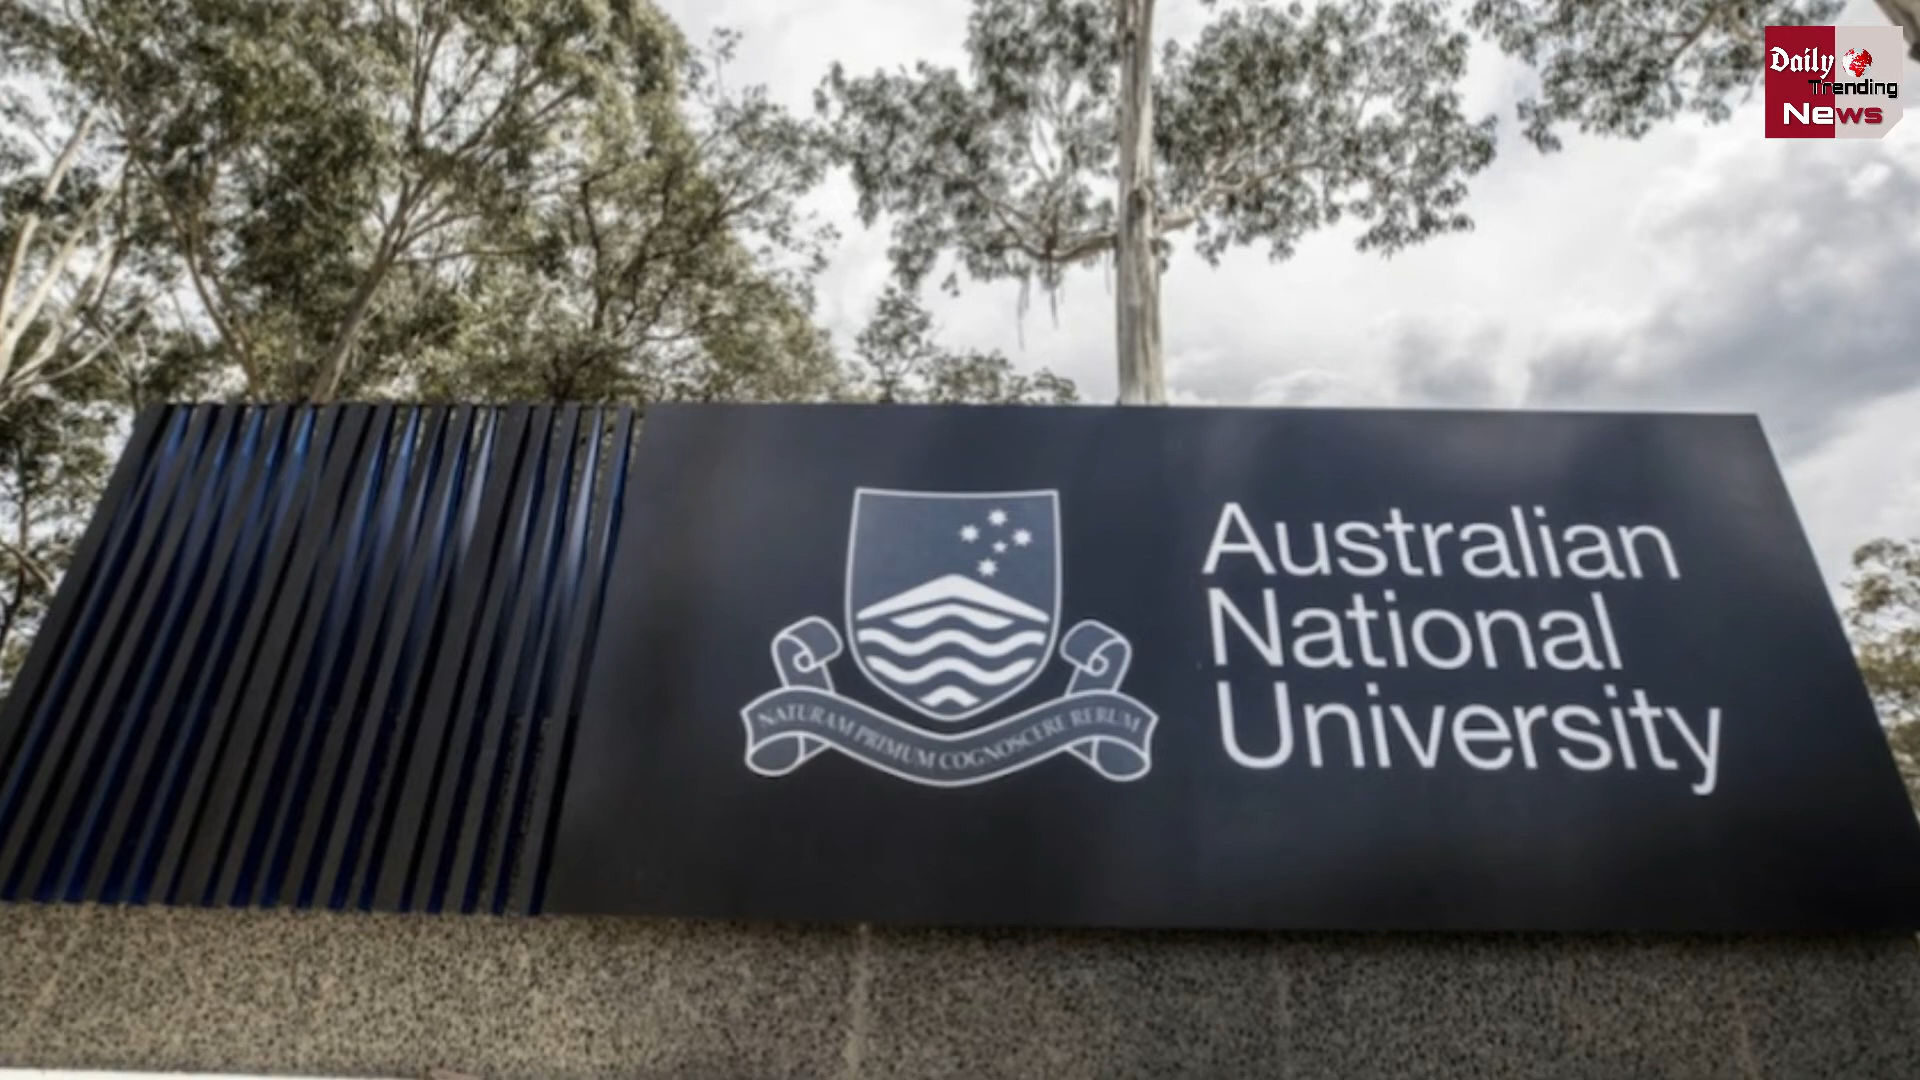 Daily
Trending
News
Australian
National
University
NATURAM PRIMUM COGNOSCERE RERUM